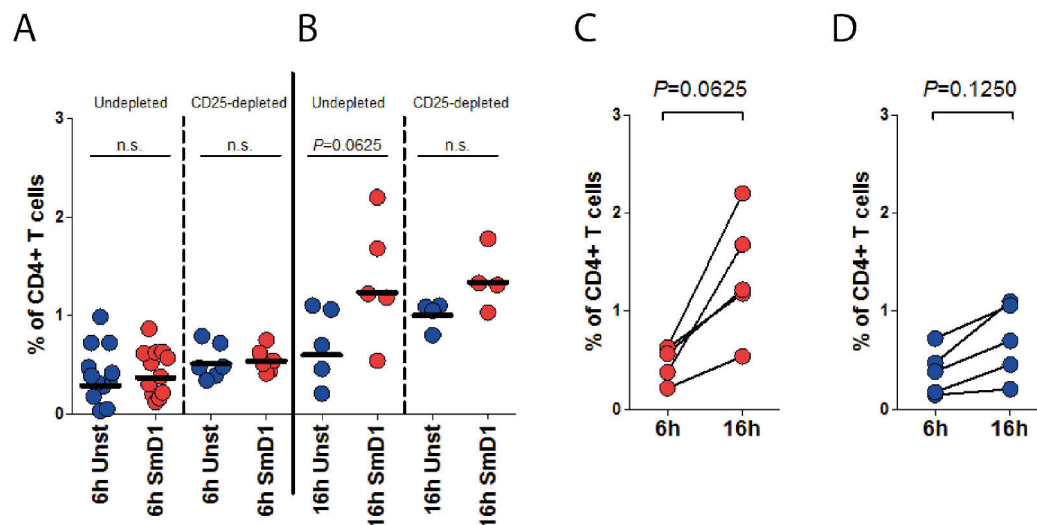 A
B
C
D
Undepleted
CD25-depleted
Undepleted
CD25-depleted
n.s.
n.s.
P=0.0625
n.s.
% of CD4+ T cells
3
2
1
0
6h Unst
6h SmD1
6h Unst
6h SmD1
16h Unst
16h SmD1
16h Unst
16h SmD1
P=0.0625
% of CD4+ T cells
3
2
1
0
6h
16h
P=0.1250
% of CD4+ T cells
3
2
1
0
6h
16h